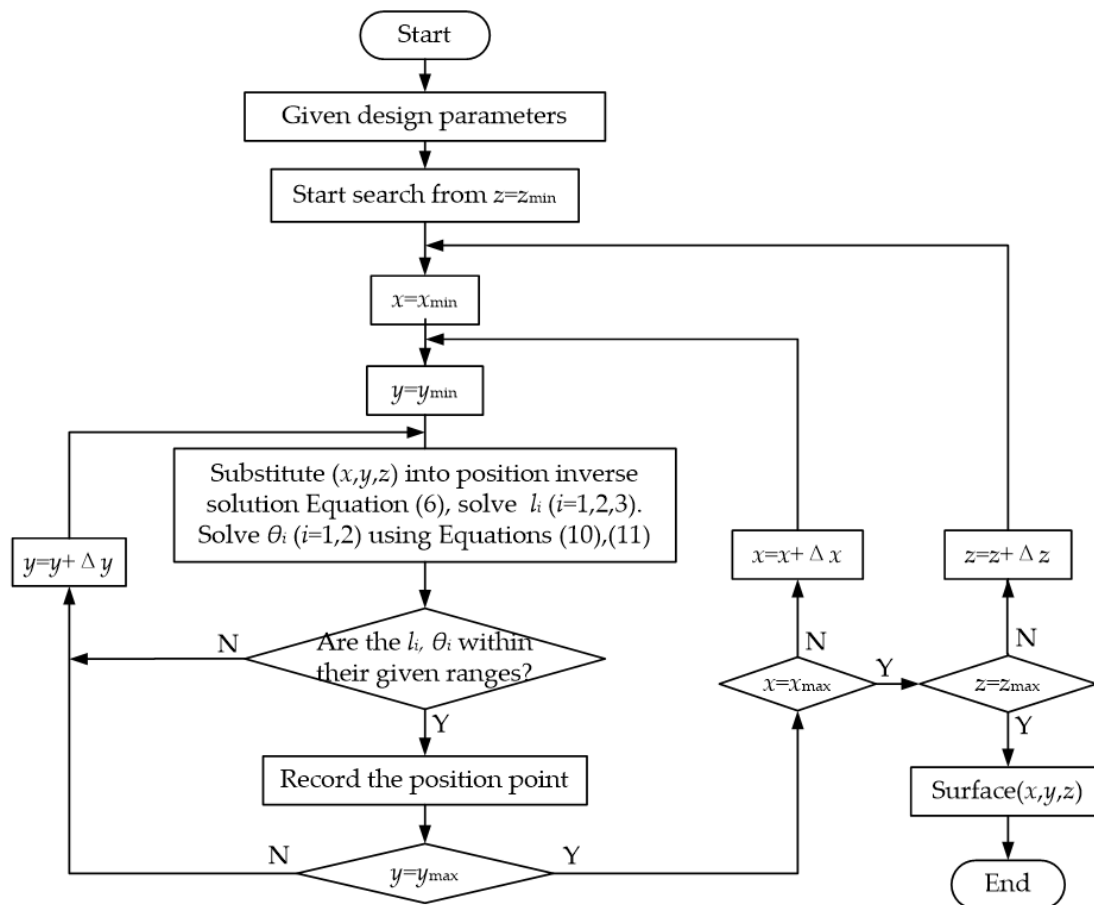 Start
Given design parameters
Start search from z=zmin
x=xmin
y=ymin
Substitute (x,y,z) into position inverse
solution Equation (6), solve li (i=1,2,3).
Solve θi (i=1,2) using Equations (10),(11)
y=y+Δy
x=x+Δx
z=z+Δz
N
Are the li, θi within
their given ranges?
N
N
x=xmax
Y
z=zmax
Y
Y
Record the position point
Surface(x,y,z)
N
y=ymax
Y
End